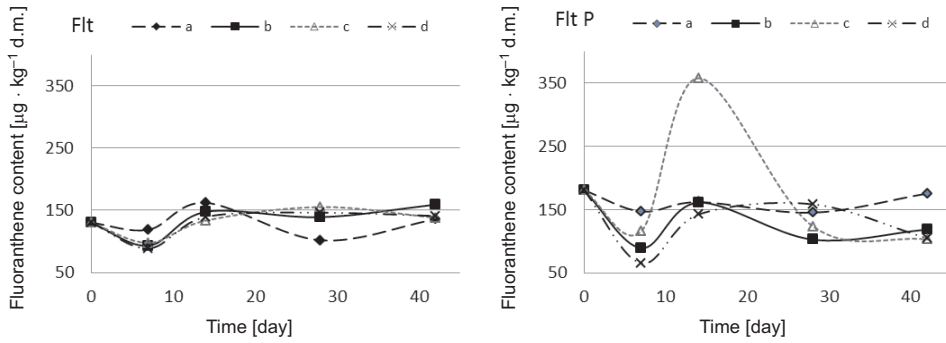 Flt a b c d
Fluoranthene content [μg · kg⁻¹ d.m.]
350
250
150
50
0 10 20 30 40
Time [day]
Flt P a b c d
Fluoranthene content [μg · kg⁻¹ d.m.]
350
250
150
50
0 10 20 30 40
Time [day]